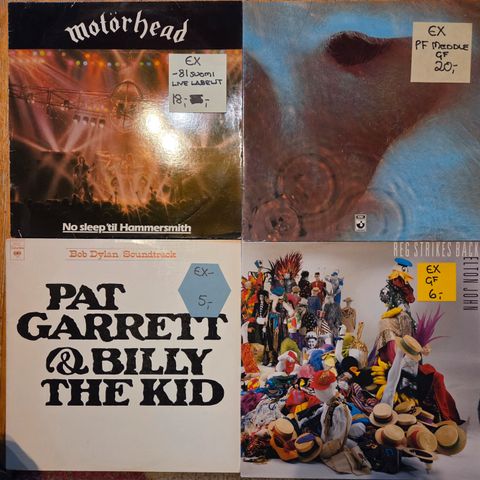 motörhead
EX
-81 SUOMI
LIVE LABELIT
18,-
No sleep 'til Hammersmith
EX
PF MEDDLE
GF
20,-
Bob Dylan Soundtrack
EX-
5,-
PAT
GARRETT
& BILLY
THE KID
REG STRIKES BACK
ELTON JOHN
EX
GF
6,-